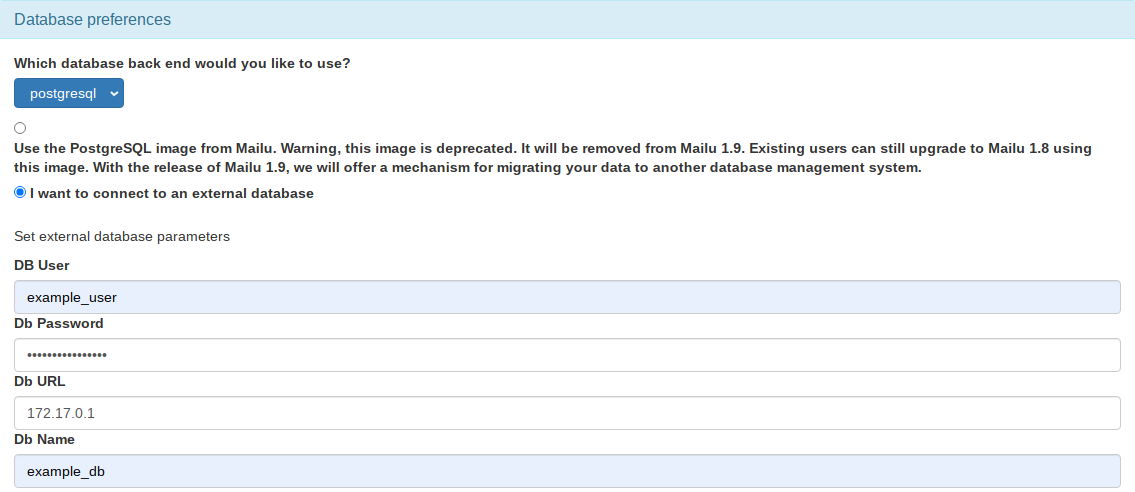 Database preferences
Which database back end would you like to use?
postgresql
Use the PostgreSQL image from Mailu. Warning, this image is deprecated. It will be removed from Mailu 1.9. Existing users can still upgrade to Mailu 1.8 using
this image. With the release of Mailu 1.9, we will offer a mechanism for migrating your data to another database management system.
I want to connect to an external database
Set external database parameters
DB User
example_user
Db Password
••••••••••••••••
Db URL
172.17.0.1
Db Name
example_db